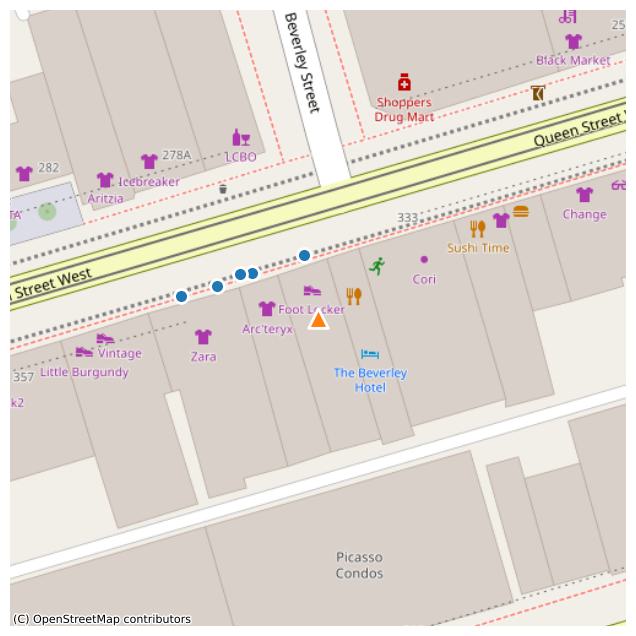 25
Black Market
Beverley Street
Shoppers
Drug Mart
Queen Street
LCBO
278A
282
Icebreaker
Aritzia
TA
333
Change
Sushi Time
Cori
Street West
Foot Locker
Arc'teryx
Vintage
Zara
Little Burgundy
357
k2
The Beverley
Hotel
Picasso
Condos
(C) OpenStreetMap contributors